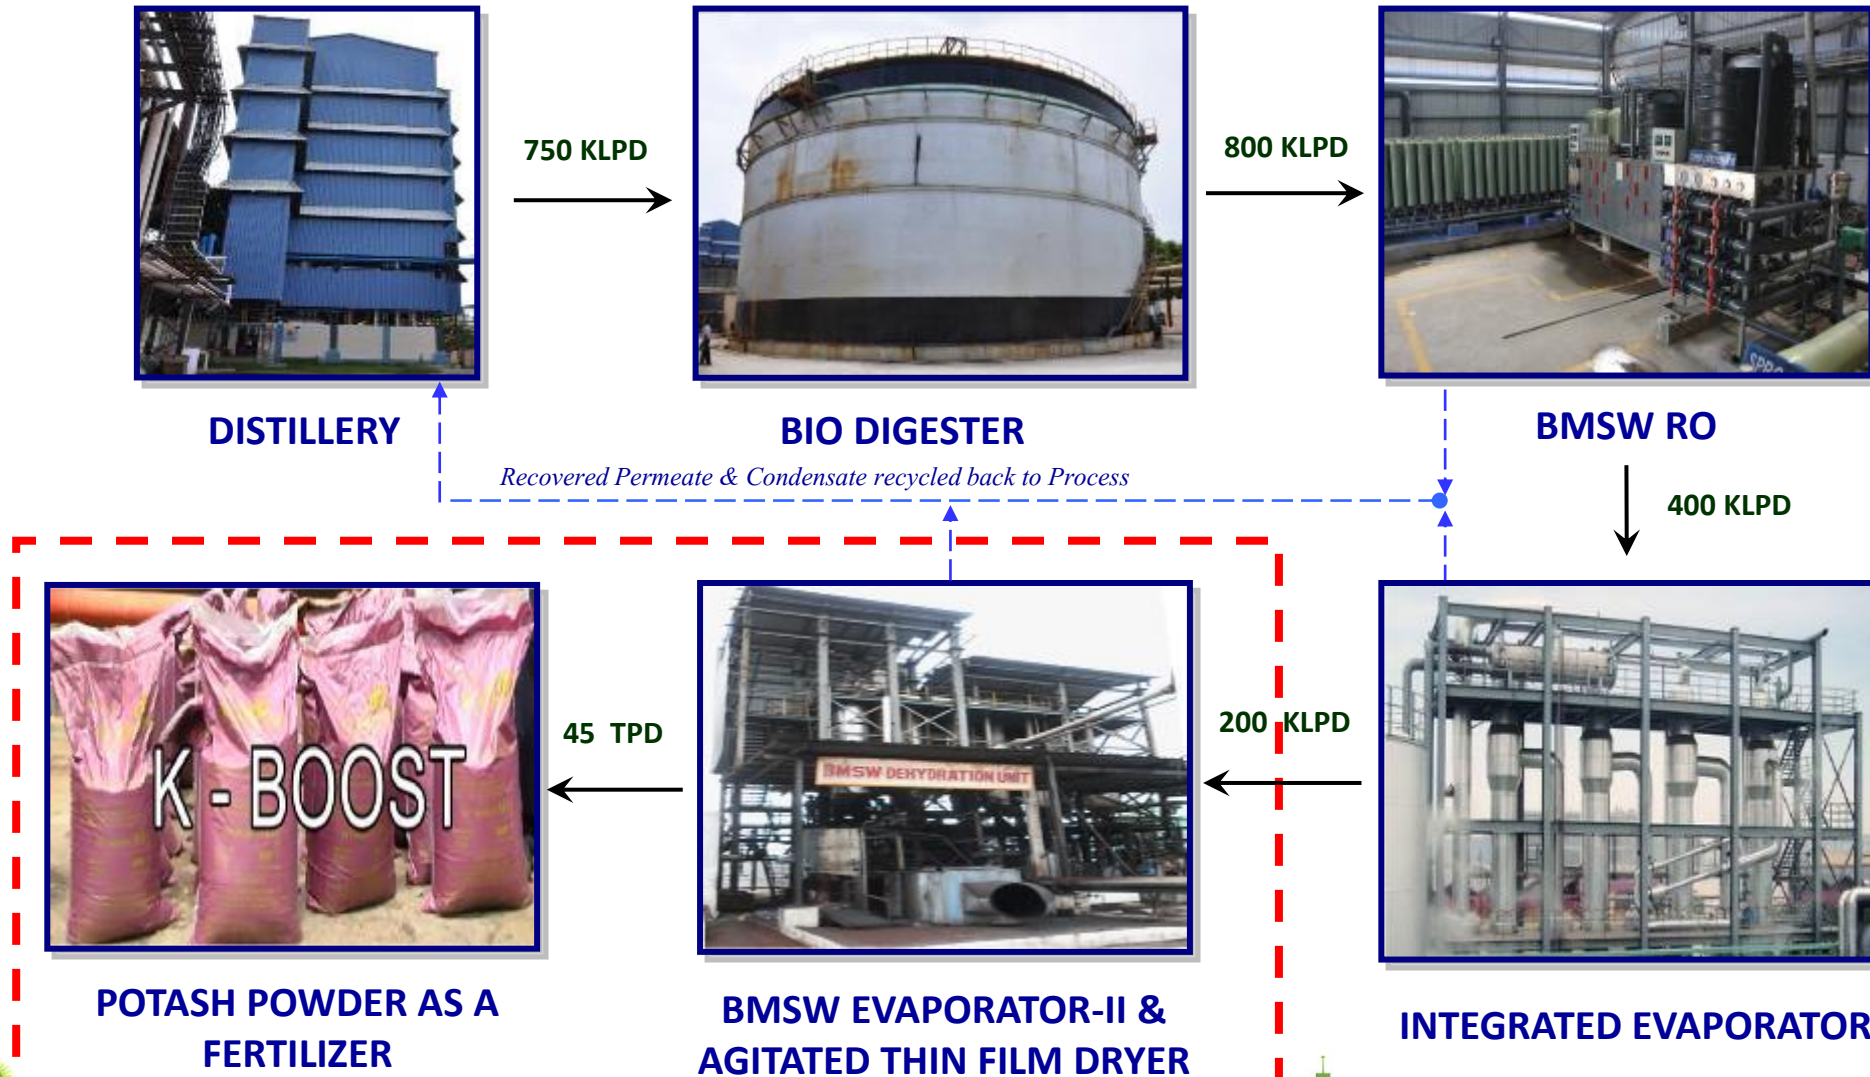 750 KLPD
800 KLPD
DISTILLERY
BIO DIGESTER
BMSW RO
Recovered Permeate & Condensate recycled back to Process
400 KLPD
K - BOOST
45 TPD
BMSW DEHYDRATION UNIT
200 KLPD
POTASH POWDER AS A
FERTILIZER
BMSW EVAPORATOR-II &
AGITATED THIN FILM DRYER
INTEGRATED EVAPORATOR